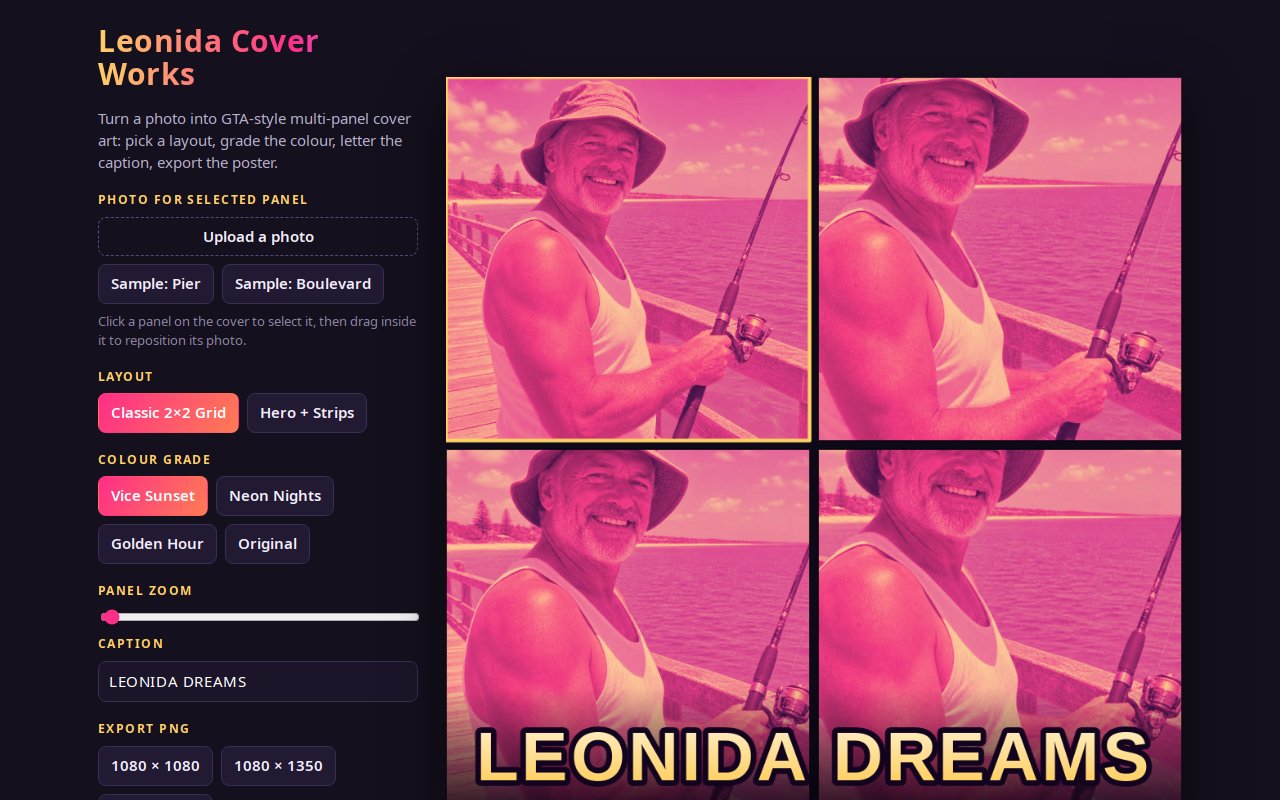 Leonida Cover
Works
Turn a photo into GTA-style multi-panel cover
art: pick a layout, grade the colour, letter the
caption, export the poster.
PHOTO FOR SELECTED PANEL
Upload a photo
Sample: Pier
Sample: Boulevard
Click a panel on the cover to select it, then drag inside
it to reposition its photo.
LAYOUT
Classic 2×2 Grid
Hero + Strips
COLOUR GRADE
Vice Sunset
Neon Nights
Golden Hour
Original
PANEL ZOOM
CAPTION
LEONIDA DREAMS
EXPORT PNG
1080 × 1080
1080 × 1350
LEONIDA DREAMS